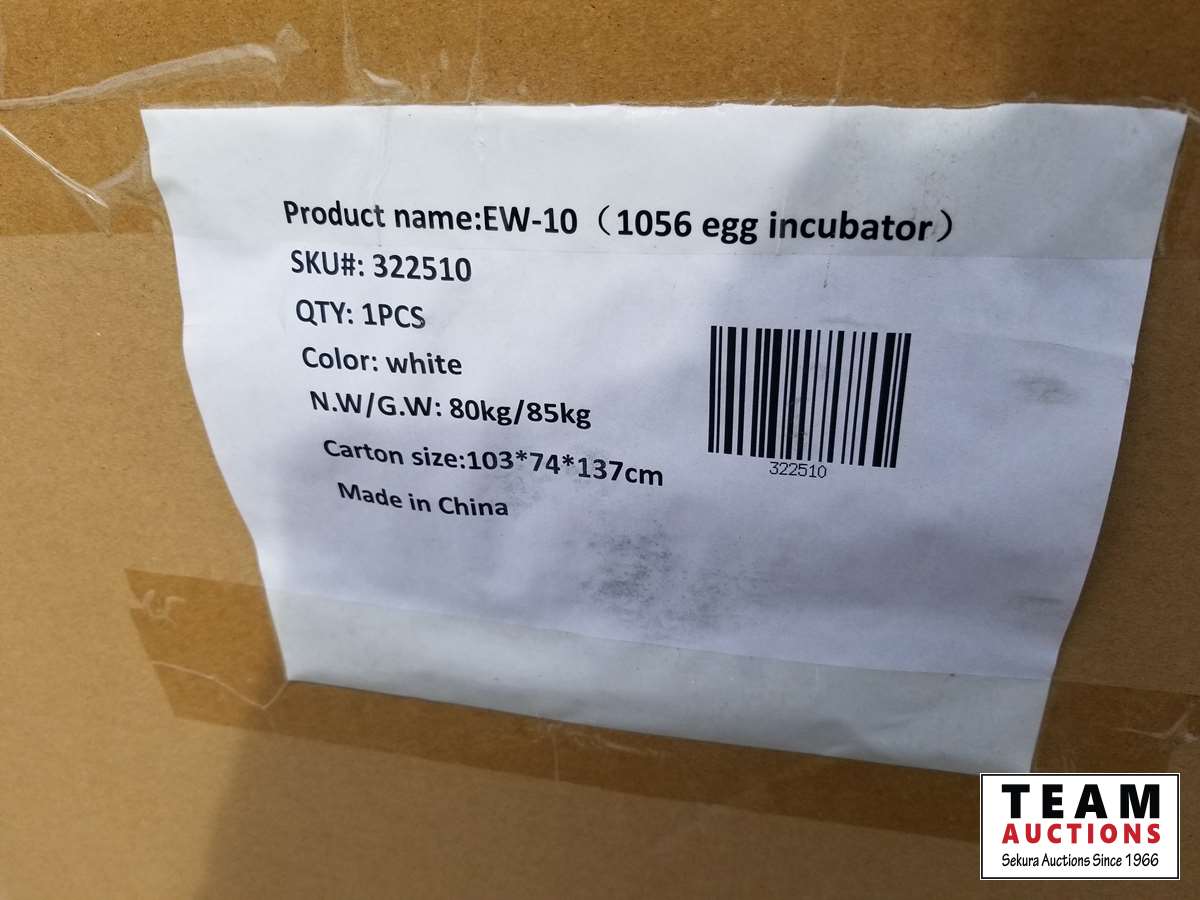 Product name:EW-10（1056 egg incubator）
SKU#: 322510
QTY: 1PCS
Color: white
N.W/G.W: 80kg/85kg
Carton size:103*74*137cm
Made in China
322510
TEAM
AUCTIONS
Sekura Auctions Since 1966